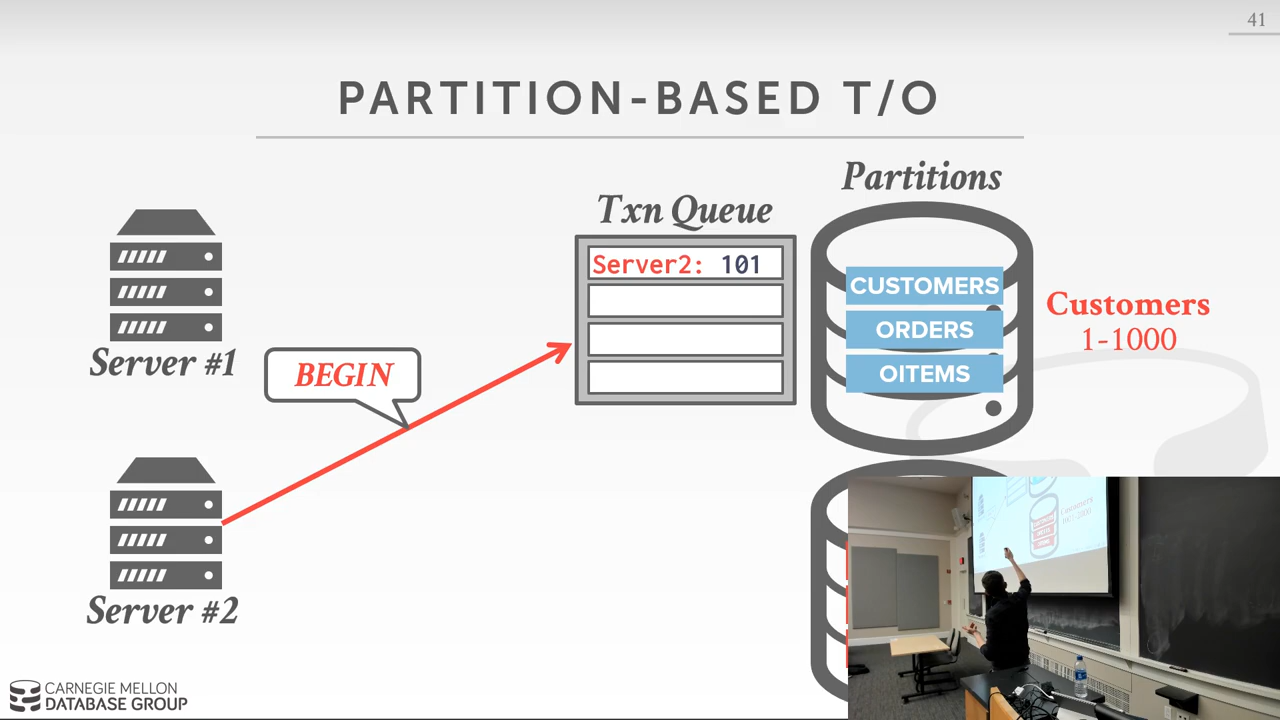 41
PARTITION-BASED T/O
Partitions
Txn Queue
Server2: 101
CUSTOMERS
ORDERS
OITEMS
Customers
1-1000
Server #1
BEGIN
Server #2
Customers
CARNEGIE MELLON
DATABASE GROUP